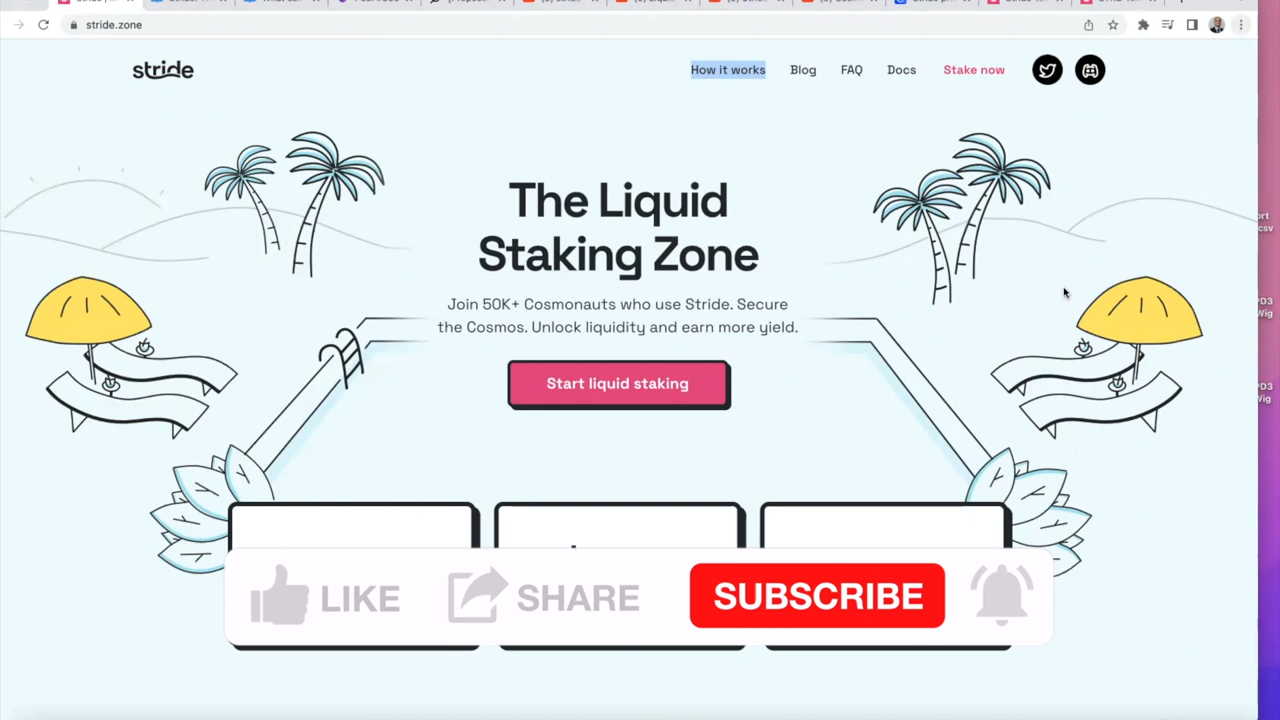 stride.zone
stride
How it works
Blog
FAQ
Docs
Stake now
The Liquid
Staking Zone
Join 50K+ Cosmonauts who use Stride. Secure
the Cosmos. Unlock liquidity and earn more yield.
Start liquid staking
LIKE
SHARE
SUBSCRIBE